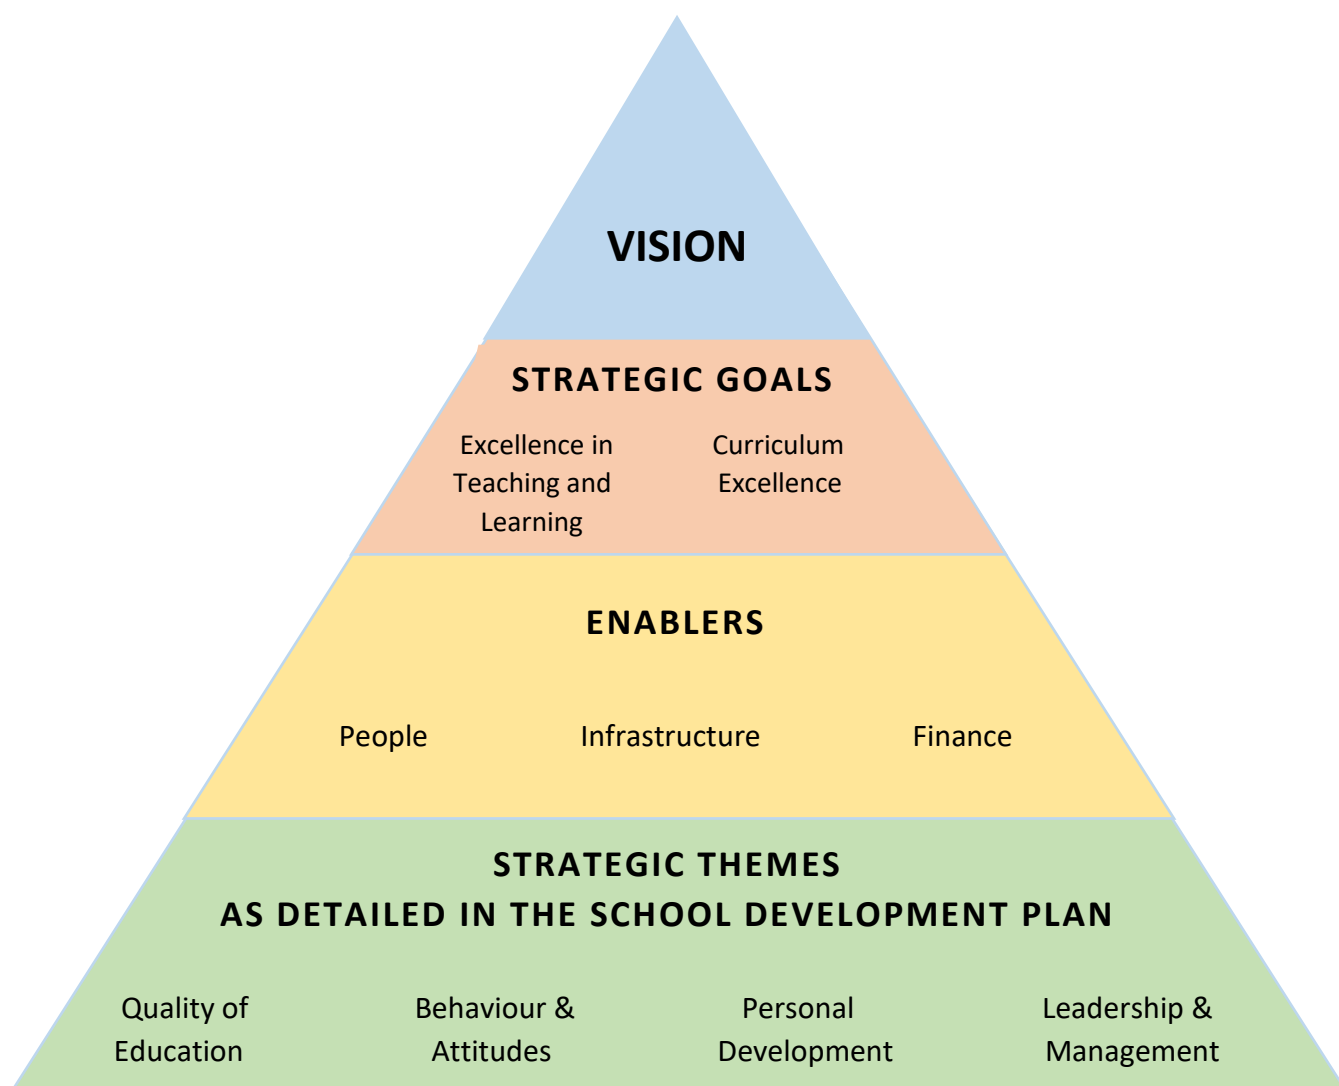 VISION
STRATEGIC GOALS
Excellence in
Teaching and
Learning
Curriculum
Excellence
ENABLERS
People
Infrastructure
Finance
STRATEGIC THEMES
AS DETAILED IN THE SCHOOL DEVELOPMENT PLAN
Quality of
Education
Behaviour &
Attitudes
Personal
Development
Leadership &
Management